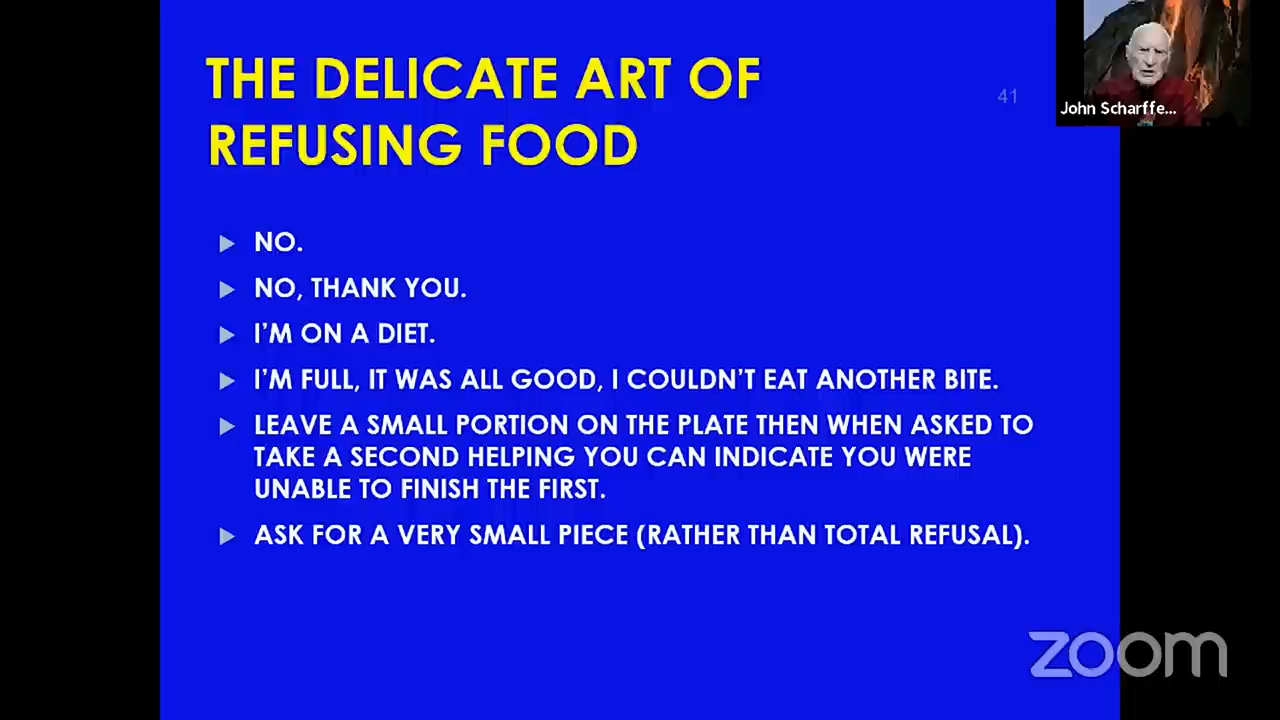 THE DELICATE ART OF
REFUSING FOOD
41
John Scharffe...
NO.
NO, THANK YOU.
I'M ON A DIET.
I'M FULL, IT WAS ALL GOOD, I COULDN'T EAT ANOTHER BITE.
LEAVE A SMALL PORTION ON THE PLATE THEN WHEN ASKED TO
TAKE A SECOND HELPING YOU CAN INDICATE YOU WERE
UNABLE TO FINISH THE FIRST.
ASK FOR A VERY SMALL PIECE (RATHER THAN TOTAL REFUSAL).
zoom